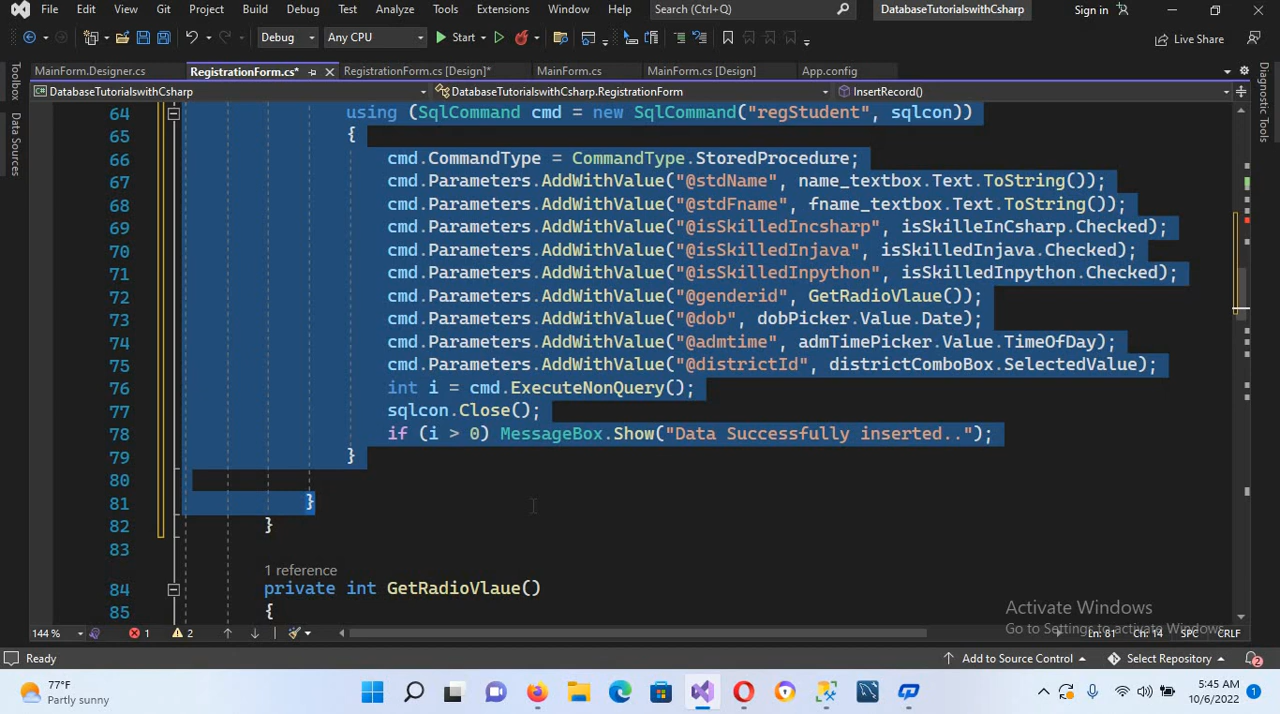 File Edit View Git Project Build Debug Test Analyze Tools Extensions Window Help Search (Ctrl+Q) DatabaseTutorialswithCsharp Sign in
Debug Any CPU Start Live Share
MainForm.Designer.cs RegistrationForm.cs* RegistrationForm.cs [Design]* MainForm.cs MainForm.cs [Design] App.config
DatabaseTutorialswithCsharp DatabaseTutorialswithCsharp.RegistrationForm InsertRecord()
Toolbox
Data Sources
Diagnostic Tools
64 using (SqlCommand cmd = new SqlCommand("regStudent", sqlcon))
65 {
66 cmd.CommandType = CommandType.StoredProcedure;
67 cmd.Parameters.AddWithValue("@stdName", name_textbox.Text.ToString());
68 cmd.Parameters.AddWithValue("@stdFname", fname_textbox.Text.ToString());
69 cmd.Parameters.AddWithValue("@isSkilledIncsharp", isSkilleInCsharp.Checked);
70 cmd.Parameters.AddWithValue("@isSkilledInjava", isSkilledInjava.Checked);
71 cmd.Parameters.AddWithValue("@isSkilledInpython", isSkilledInpython.Checked);
72 cmd.Parameters.AddWithValue("@genderid", GetRadioVlaue());
73 cmd.Parameters.AddWithValue("@dob", dobPicker.Value.Date);
74 cmd.Parameters.AddWithValue("@admtime", admTimePicker.Value.TimeOfDay);
75 cmd.Parameters.AddWithValue("@districtId", districtComboBox.SelectedValue);
76 int i = cmd.ExecuteNonQuery();
77 sqlcon.Close();
78 if (i > 0) MessageBox.Show("Data Successfully inserted..");
79 }
80
81 }
82 }
83
1 reference
84 private int GetRadioVlaue()
85 {
Activate Windows
Go to Settings to activate Windows.
144 % 1 2 Ln: 81 Ch: 14 SPC CRLF
Ready Add to Source Control Select Repository 2
77°F 5:45 AM
Partly sunny 10/6/2022 1